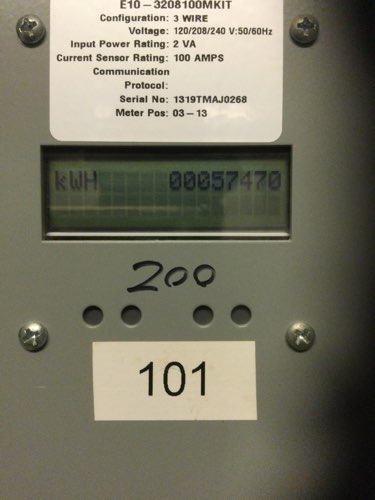 E10-3208100MKIT
Configuration: 3 WIRE
Voltage: 120/208/240 V:50/60Hz
Input Power Rating: 2 VA
Current Sensor Rating: 100 AMPS
Communication
Protocol:
Serial No: 1319TMAJ0268
Meter Pos: 03-13
kWH 00057470
200
101